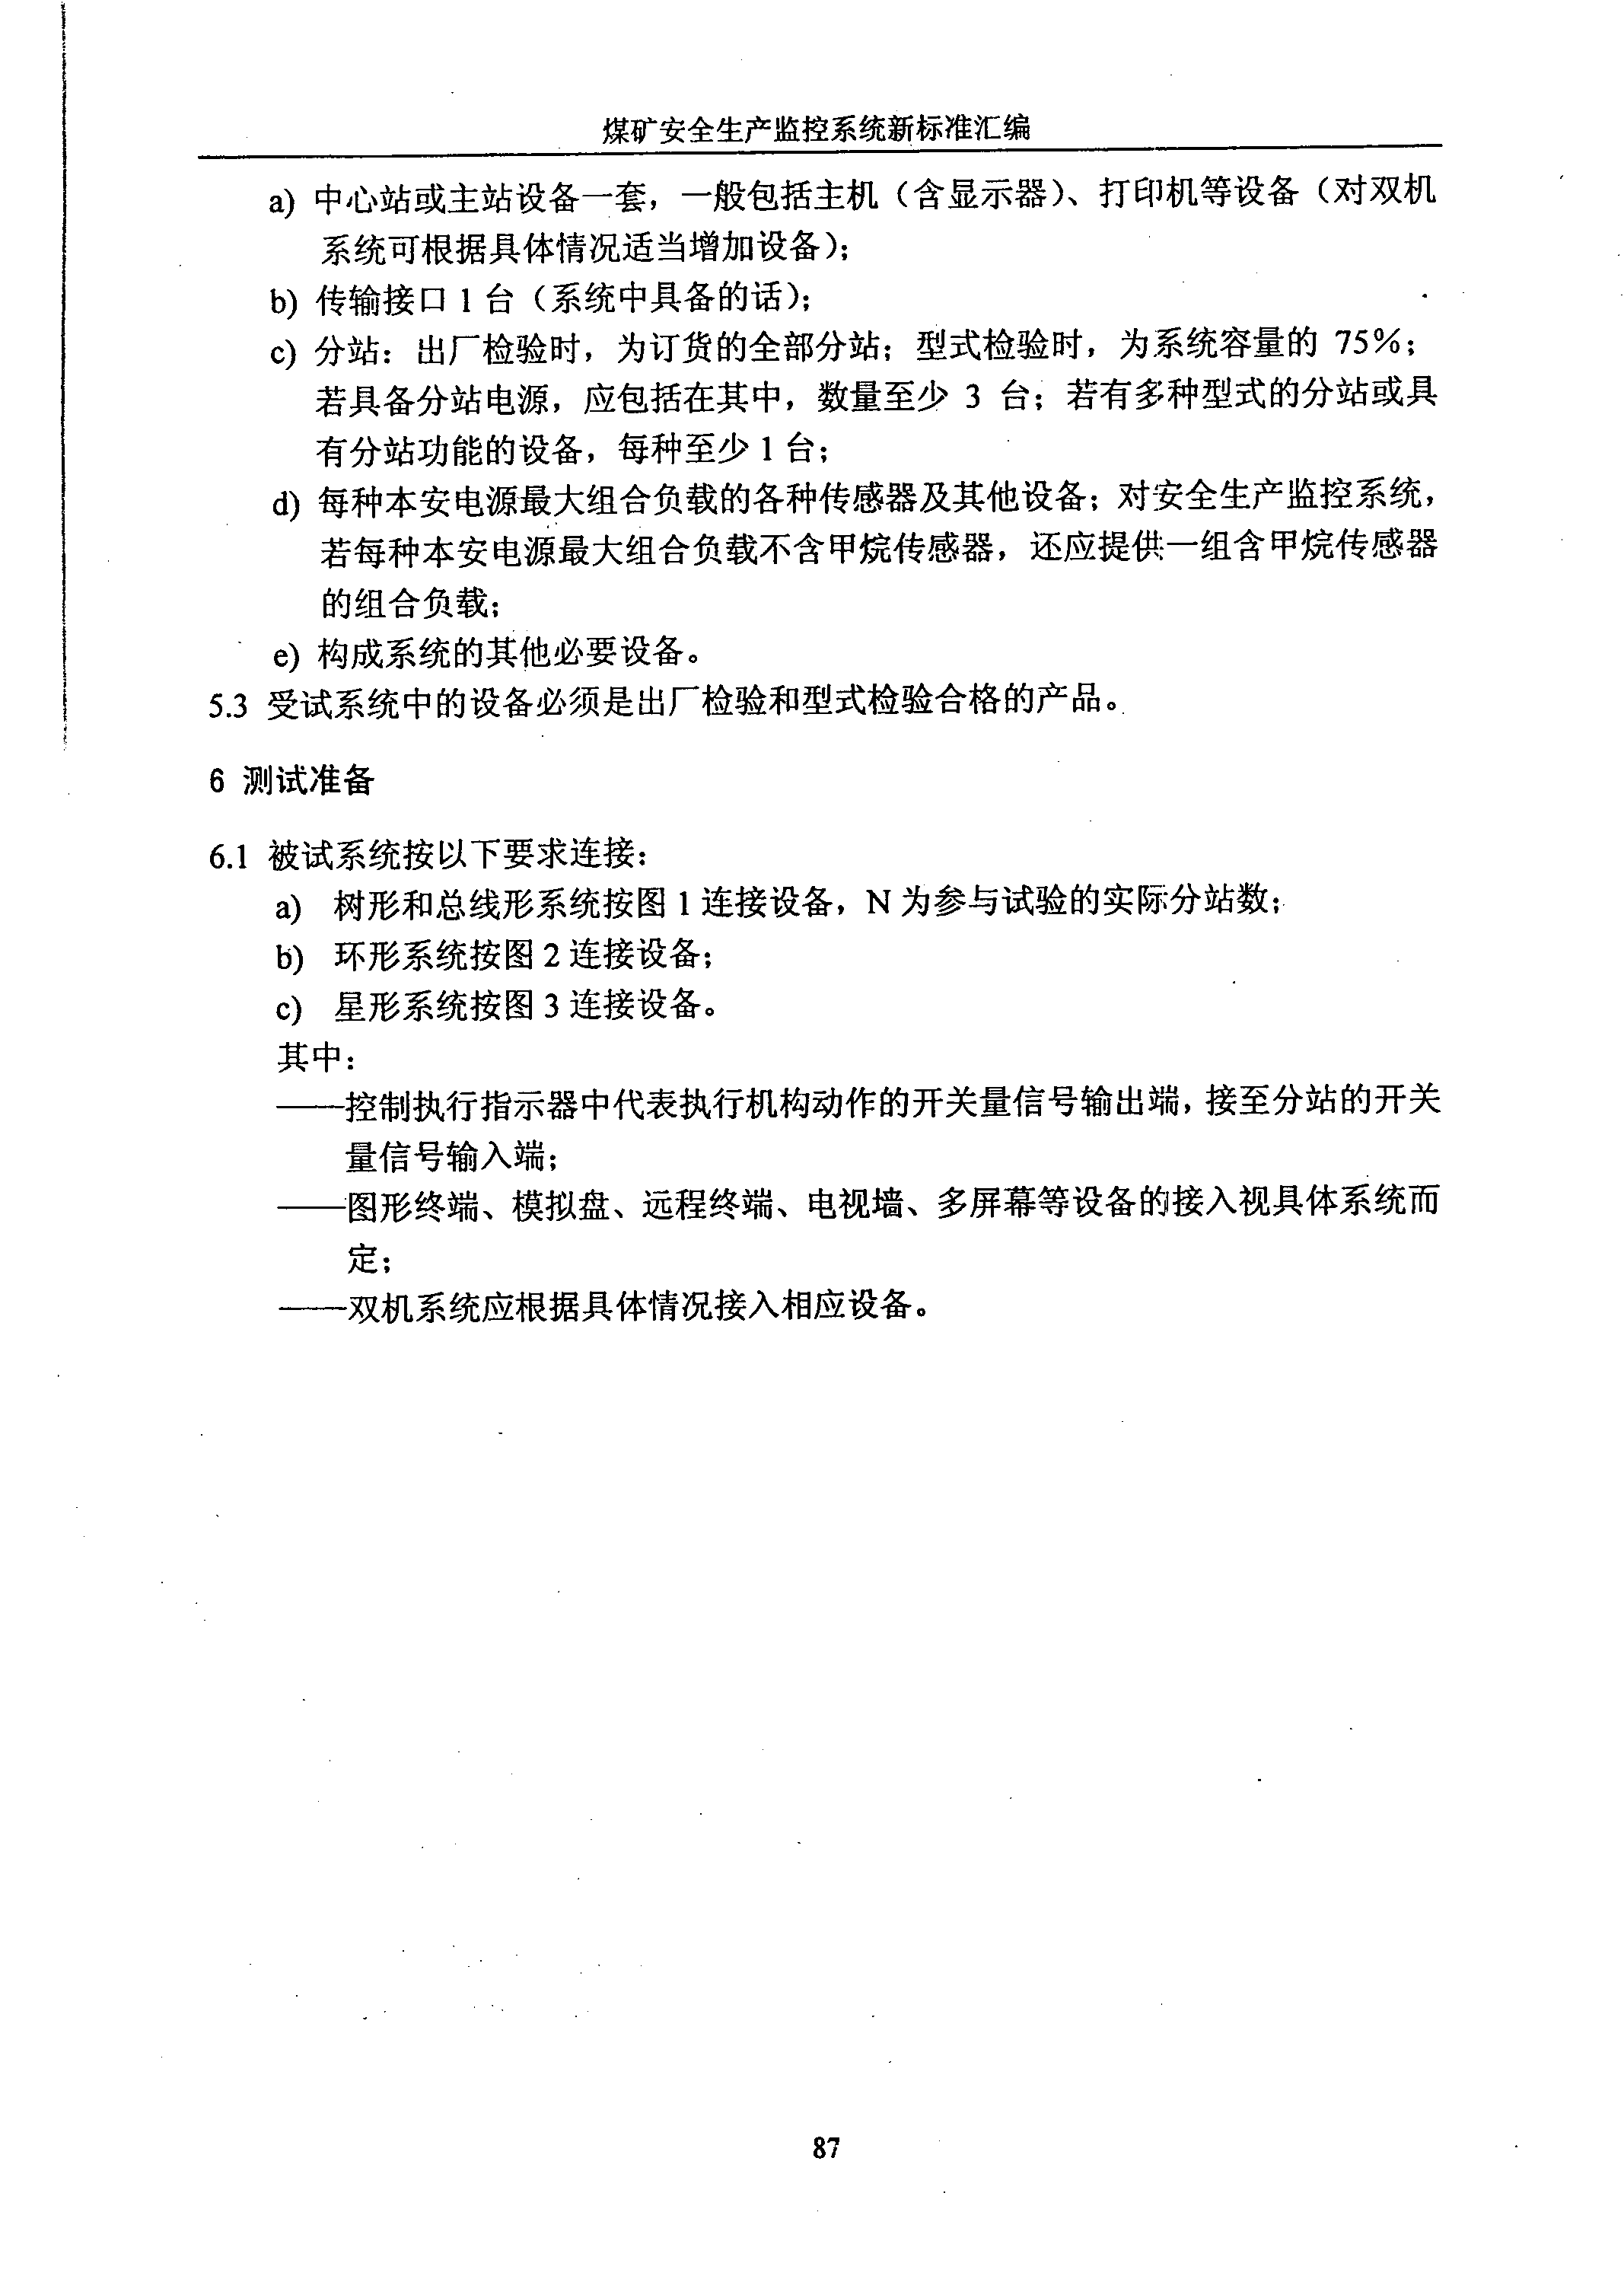 煤矿安全生产监控系统新标准汇编
a) 中心站或主站设备一套，一般包括主机（含显示器）、打印机等设备（对双机
系统可根据具体情况适当增加设备）；
b) 传输接口 1 台（系统中具备的话）；
c) 分站：出厂检验时，为订货的全部分站；型式检验时，为系统容量的 75%；
若具备分站电源，应包括在其中，数量至少 3 台；若有多种型式的分站或具
有分站功能的设备，每种至少 1 台；
d) 每种本安电源最大组合负载的各种传感器及其他设备；对安全生产监控系统，
若每种本安电源最大组合负载不含甲烷传感器，还应提供一组含甲烷传感器
的组合负载；
e) 构成系统的其他必要设备。
5.3 受试系统中的设备必须是出厂检验和型式检验合格的产品。
6 测试准备
6.1 被试系统按以下要求连接：
a) 树形和总线形系统按图 1 连接设备，N 为参与试验的实际分站数；
b) 环形系统按图 2 连接设备；
c) 星形系统按图 3 连接设备。
其中：
——控制执行指示器中代表执行机构动作的开关量信号输出端，接至分站的开关
量信号输入端；
——图形终端、模拟盘、远程终端、电视墙、多屏幕等设备的接入视具体系统而
定；
——双机系统应根据具体情况接入相应设备。
87